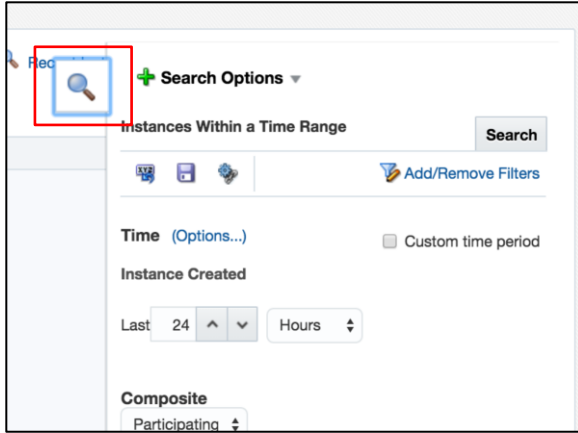 Search Options
Instances Within a Time Range
Search
Add/Remove Filters
Time (Options...)
Custom time period
Instance Created
Last 24 Hours
Composite
Participating